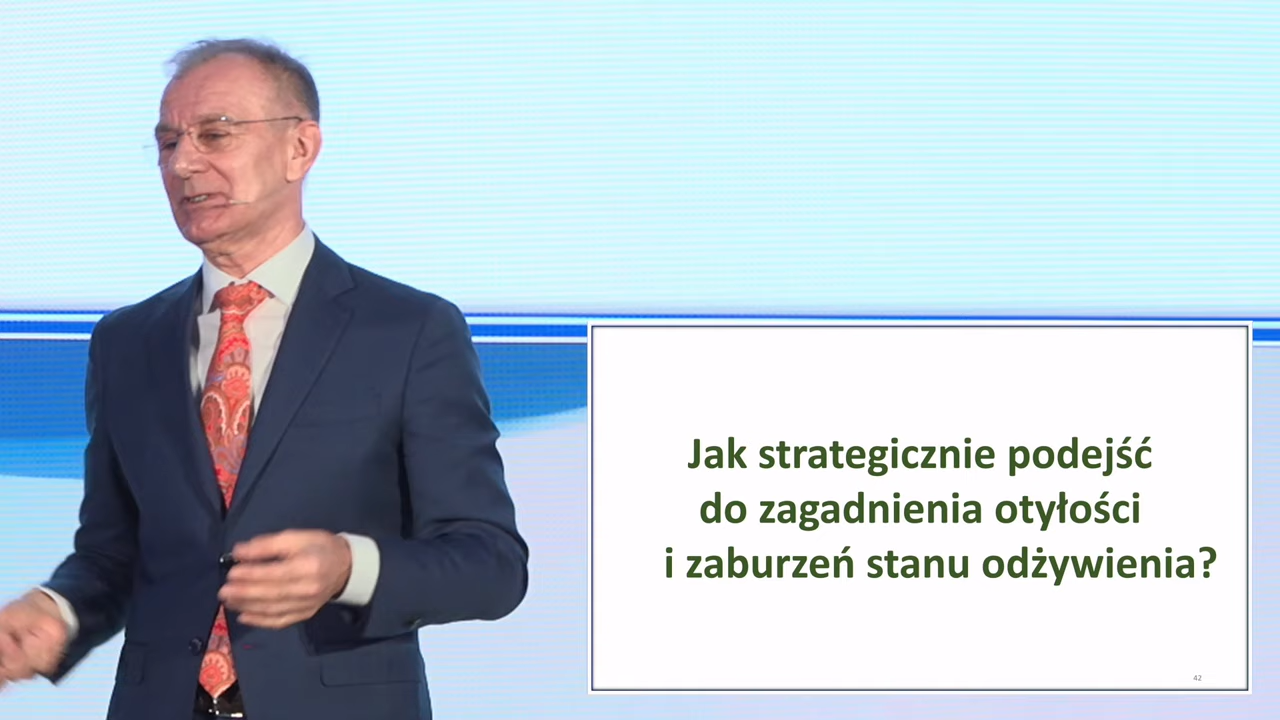 Jak strategicznie podejść
do zagadnienia otyłości
i zaburzeń stanu odżywienia?
42